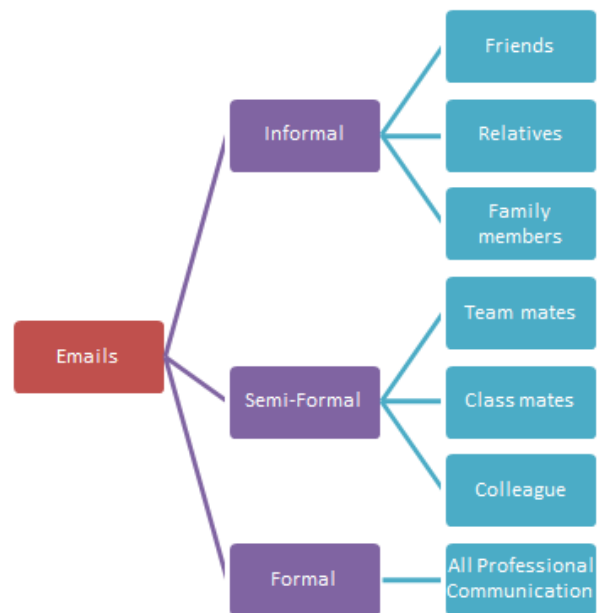 Friends
Informal
Relatives
Family
members
Team mates
Emails
Semi-Formal
Class mates
Colleague
Formal
All Professional
Communication